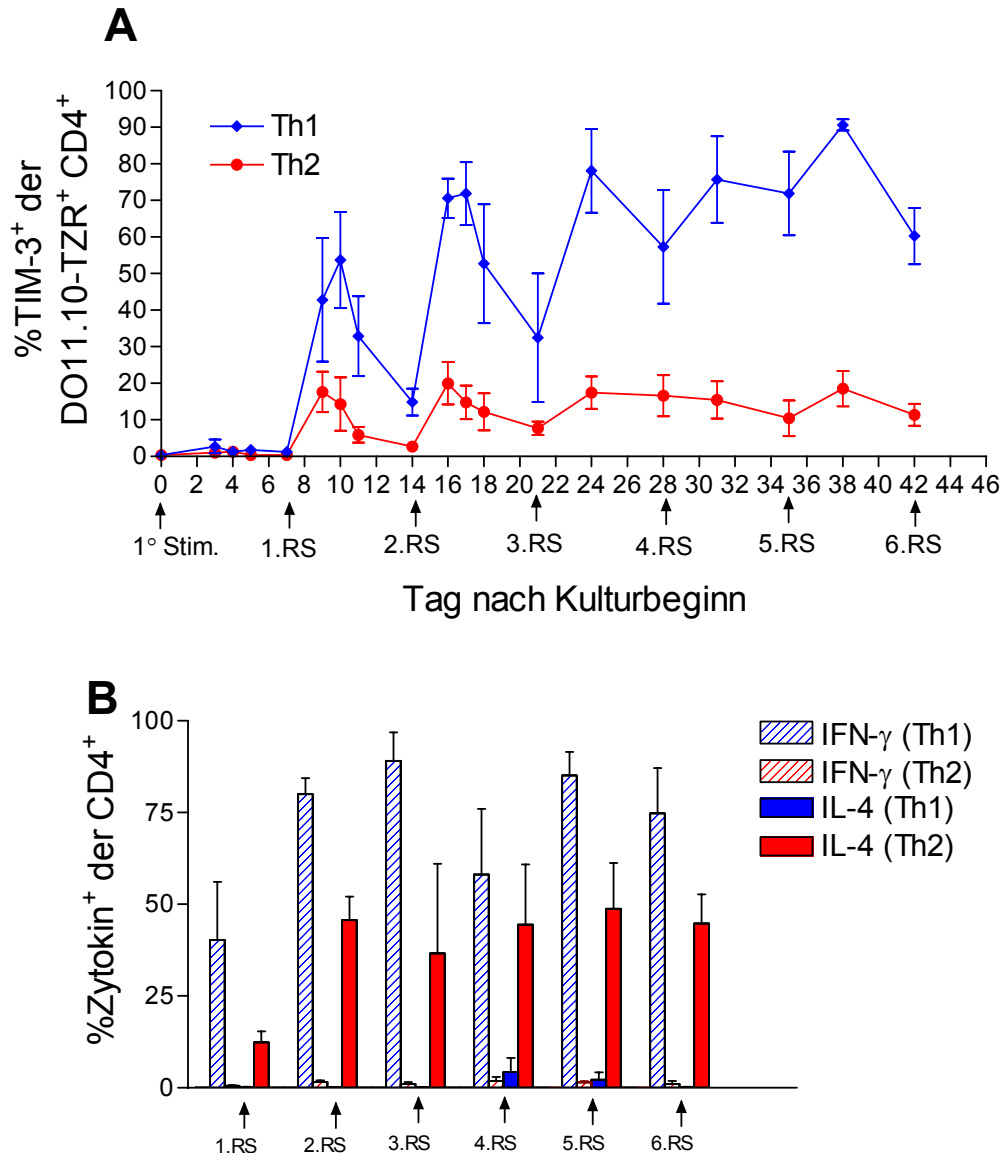 A
%TIM-3⁺ der
DO11.10-TZR⁺ CD4⁺
100
90
80
70
60
50
40
30
20
10
0
Th1
Th2
0 2 4 6 8 10 12 14 16 18 20 22 24 26 28 30 32 34 36 38 40 42 44 46
1° Stim. 1.RS 2.RS 3.RS 4.RS 5.RS 6.RS
Tag nach Kulturbeginn
B
%Zytokin⁺ der CD4⁺
100
75
50
25
0
IFN-γ (Th1)
IFN-γ (Th2)
IL-4 (Th1)
IL-4 (Th2)
1.RS 2.RS 3.RS 4.RS 5.RS 6.RS